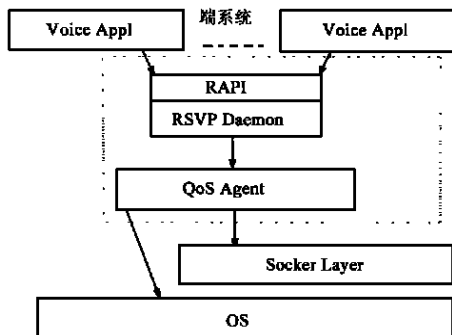 端系统
Voice Appl
Voice Appl
RAPI
RSVP Daemon
QoS Agent
Socker Layer
OS